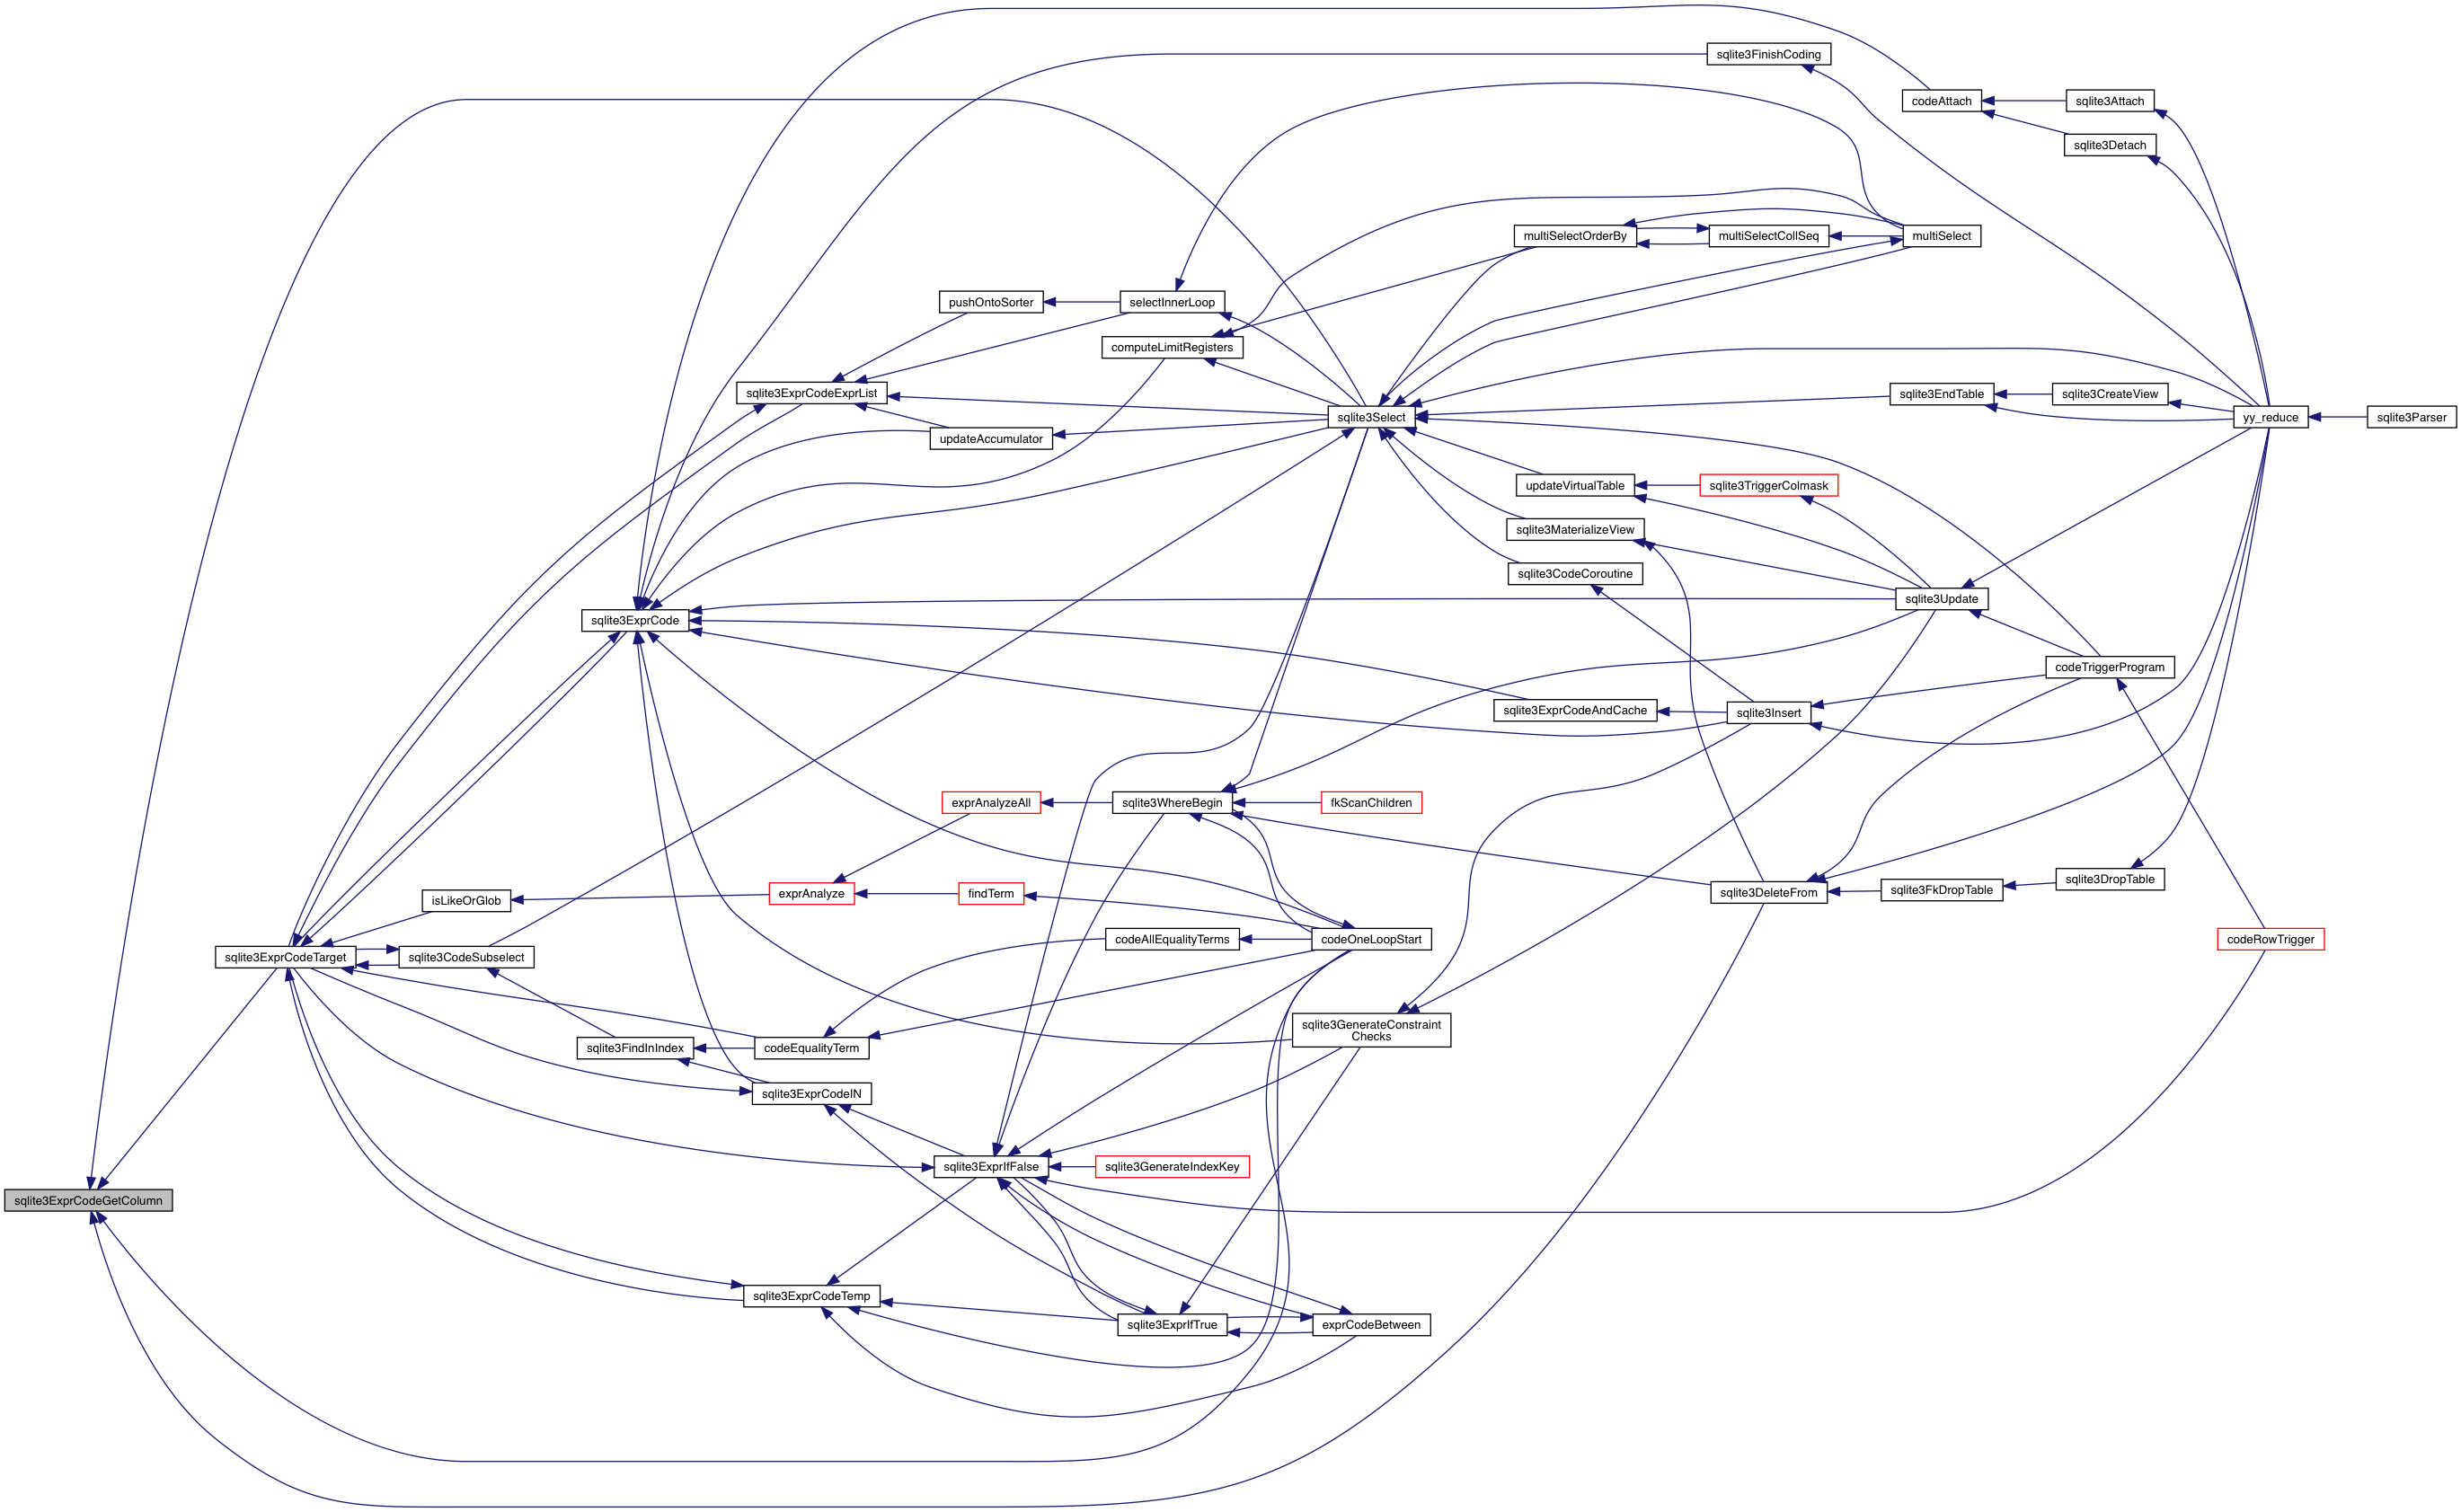 sqlite3FinishCoding
codeAttach
sqlite3Attach
sqlite3Detach
multiSelectOrderBy
multiSelectCollSeq
multiSelect
pushOntoSorter
selectInnerLoop
computeLimitRegisters
sqlite3ExprCodeExprList
sqlite3EndTable
sqlite3CreateView
sqlite3Select
yy_reduce
sqlite3Parser
updateAccumulator
updateVirtualTable
sqlite3TriggerColmask
sqlite3MaterializeView
sqlite3CodeCoroutine
sqlite3Update
sqlite3ExprCode
codeTriggerProgram
sqlite3ExprCodeAndCache
sqlite3Insert
exprAnalyzeAll
sqlite3WhereBegin
fkScanChildren
isLikeOrGlob
exprAnalyze
findTerm
sqlite3DeleteFrom
sqlite3FkDropTable
sqlite3DropTable
codeAllEqualityTerms
codeOneLoopStart
codeRowTrigger
sqlite3ExprCodeTarget
sqlite3CodeSubselect
sqlite3GenerateConstraint
Checks
sqlite3FindInIndex
codeEqualityTerm
sqlite3ExprCodeIN
sqlite3ExprIfFalse
sqlite3GenerateIndexKey
sqlite3ExprCodeGetColumn
sqlite3ExprCodeTemp
sqlite3ExprIfTrue
exprCodeBetween